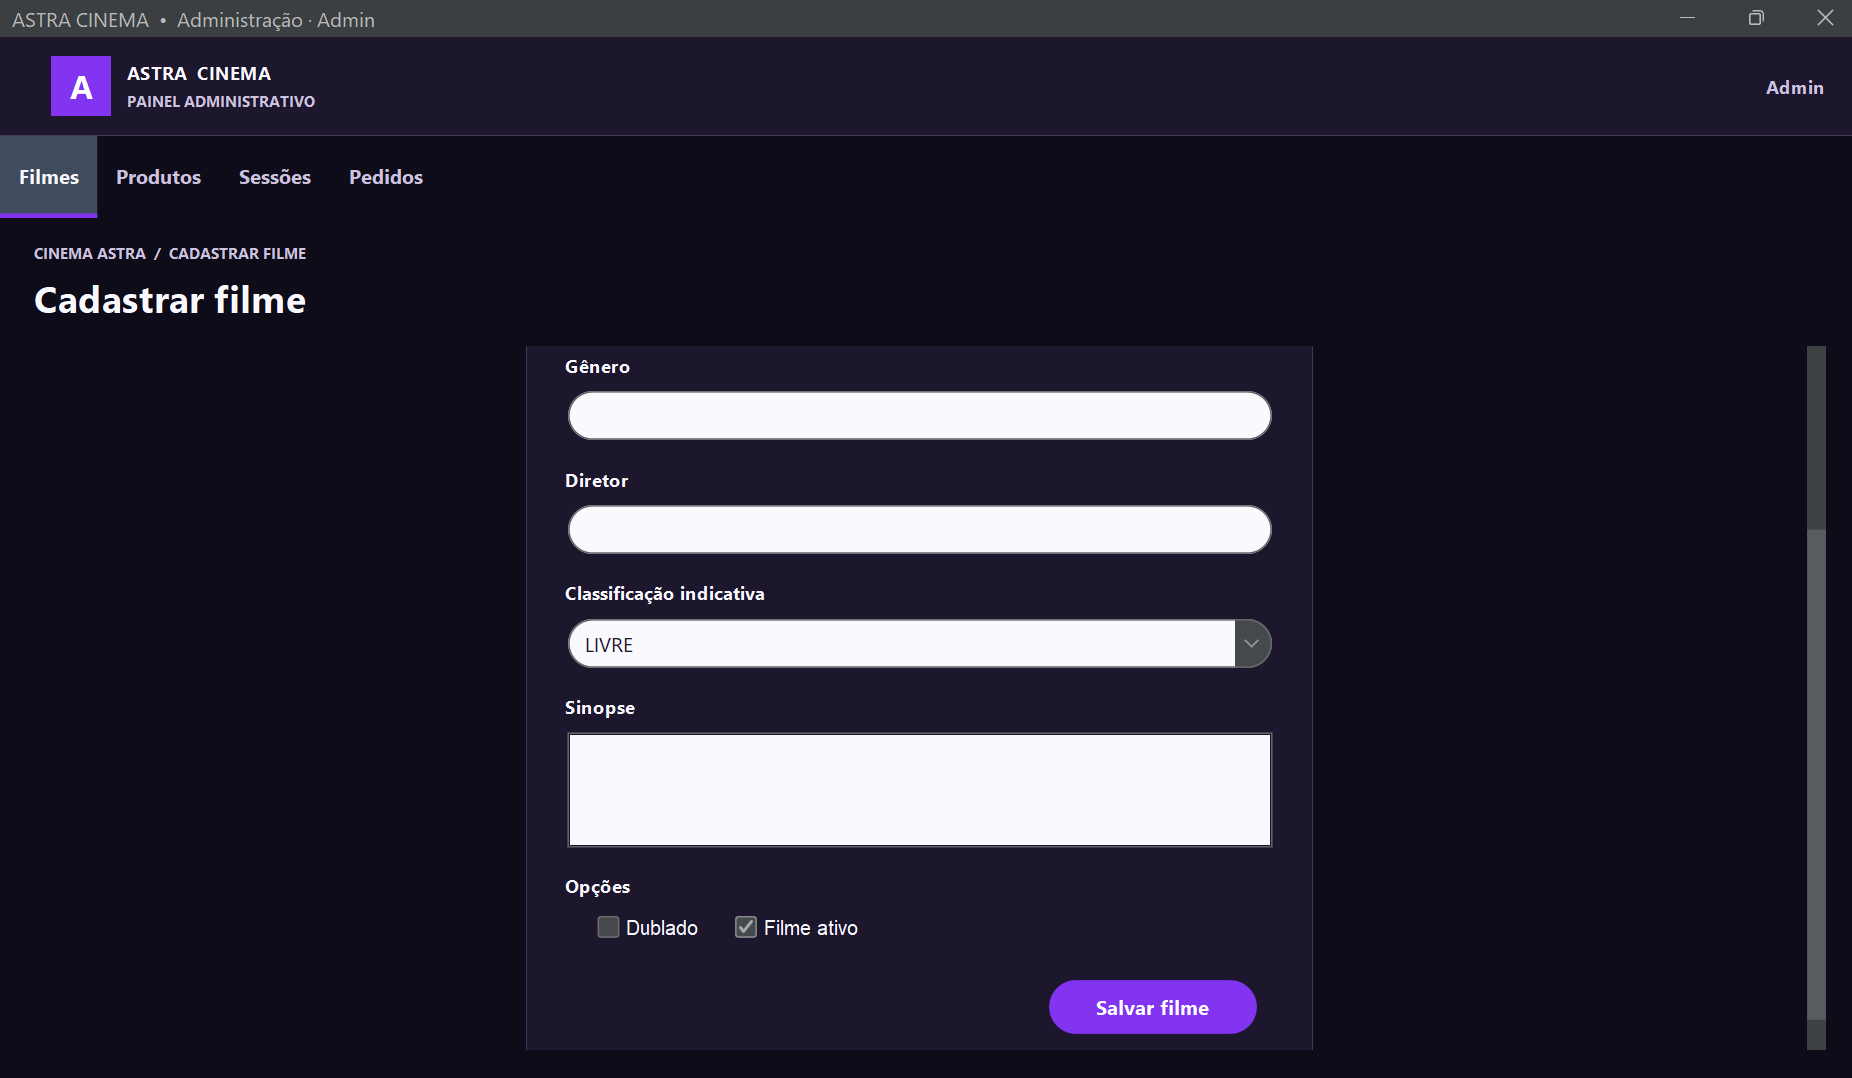 ASTRA CINEMA • Administração · Admin
A
ASTRA CINEMA
PAINEL ADMINISTRATIVO
Admin
Filmes Produtos Sessões Pedidos
CINEMA ASTRA / CADASTRAR FILME
Cadastrar filme
Gênero
Diretor
Classificação indicativa
LIVRE
Sinopse
Opções
Dublado Filme ativo
Salvar filme